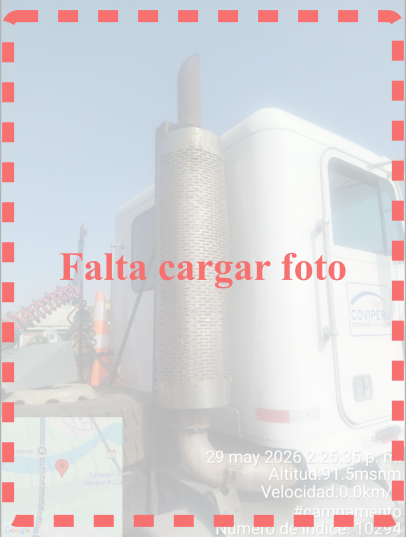 Falta cargar foto
COVIPERU
29 may 2026 2:25:35 p. m.
Altitud:91.5msnm
Velocidad:0.0km/
#campamento
Número de índice: 10294
Google